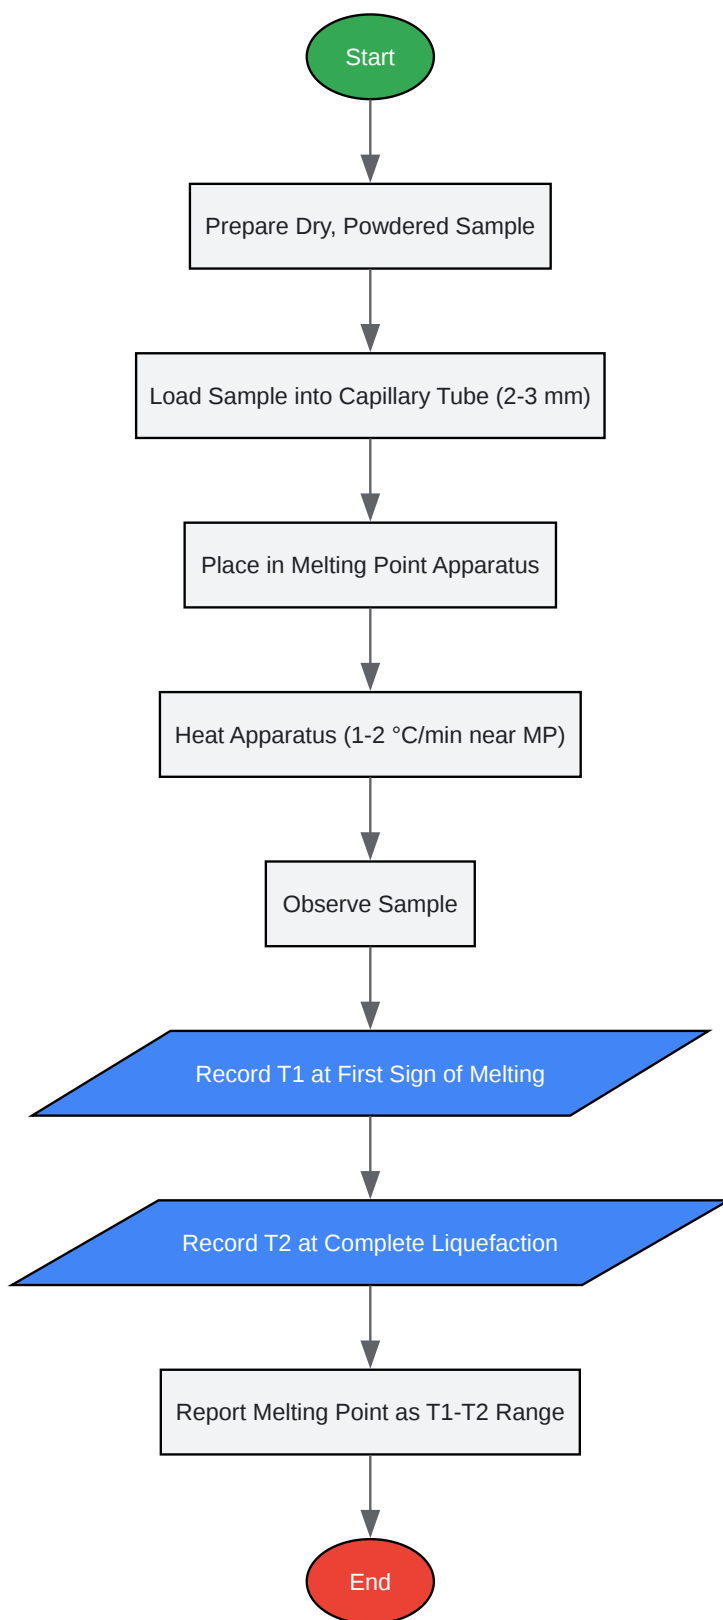 Start
Prepare Dry, Powdered Sample
Load Sample into Capillary Tube (2-3 mm)
Place in Melting Point Apparatus
Heat Apparatus (1-2 °C/min near MP)
Observe Sample
Record T1 at First Sign of Melting
Record T2 at Complete Liquefaction
Report Melting Point as T1-T2 Range
End